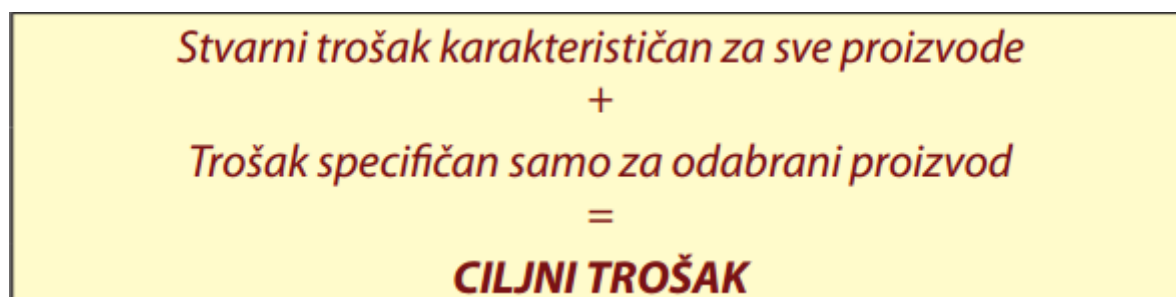 Stvarni trošak karakterističan za sve proizvode
+
Trošak specifičan samo za odabrani proizvod
=
CILJNI TROŠAK